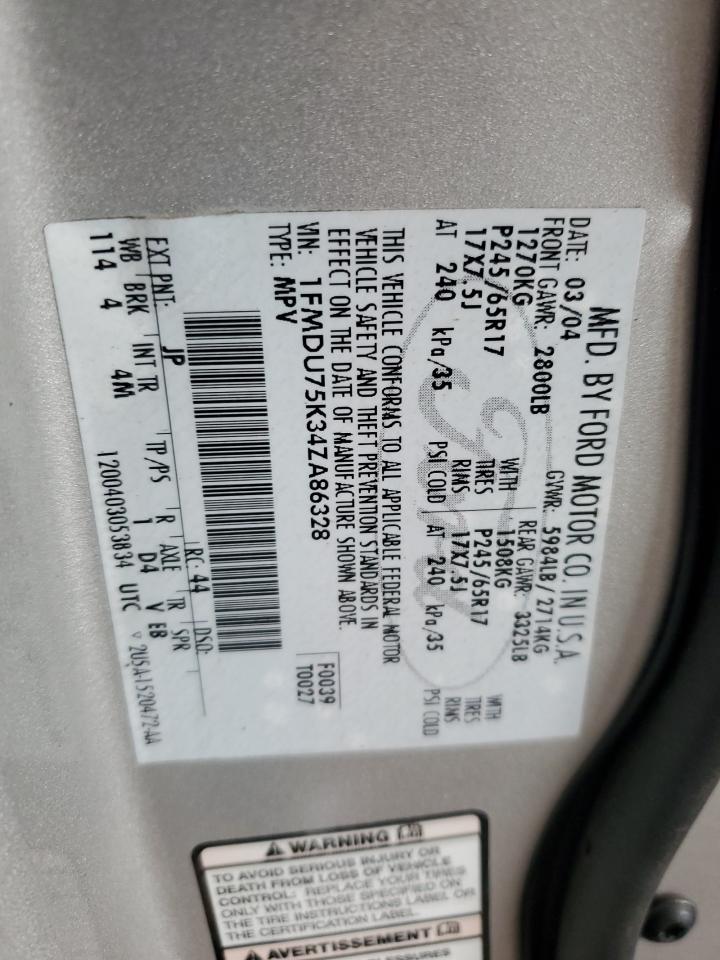 MFD. BY FORD MOTOR CO. IN U.S.A.
DATE: 03/04 GVWR: 5984LB/2714KG
FRONT GAWR: 2800LB REAR GAWR: 3325LB
1270KG WITH 1508KG WITH
P245/65R17 TIRES P245/65R17 TIRES
17X7.5J RIMS 17X7.5J RIMS
AT 240 kPa/35 PSI COLD AT 240 kPa/35 PSI COLD
THIS VEHICLE CONFORMS TO ALL APPLICABLE FEDERAL MOTOR
VEHICLE SAFETY AND THEFT PREVENTION STANDARDS IN
EFFECT ON THE DATE OF MANUFACTURE SHOWN ABOVE.
VIN: 1FMDU75K34ZA86328 F0039
TYPE: MPV T0027
EXT PNT: JP RC: 44 DSO:
WB BRK INT TR TP/PS R AXLE TR SPR
114 4 4M 1 D4 V EB
1200403053834 UTC ▽ 2U5A-1520472-AA
WARNING
TO AVOID SERIOUS INJURY OR
DEATH FROM LOSS OF VEHICLE
CONTROL: REPLACE YOUR TIRES
ONLY WITH THOSE SPECIFIED ON
THE TIRE INSTRUCTIONS LABEL OR
THE CERTIFICATION LABEL.
AVERTISSEMENT